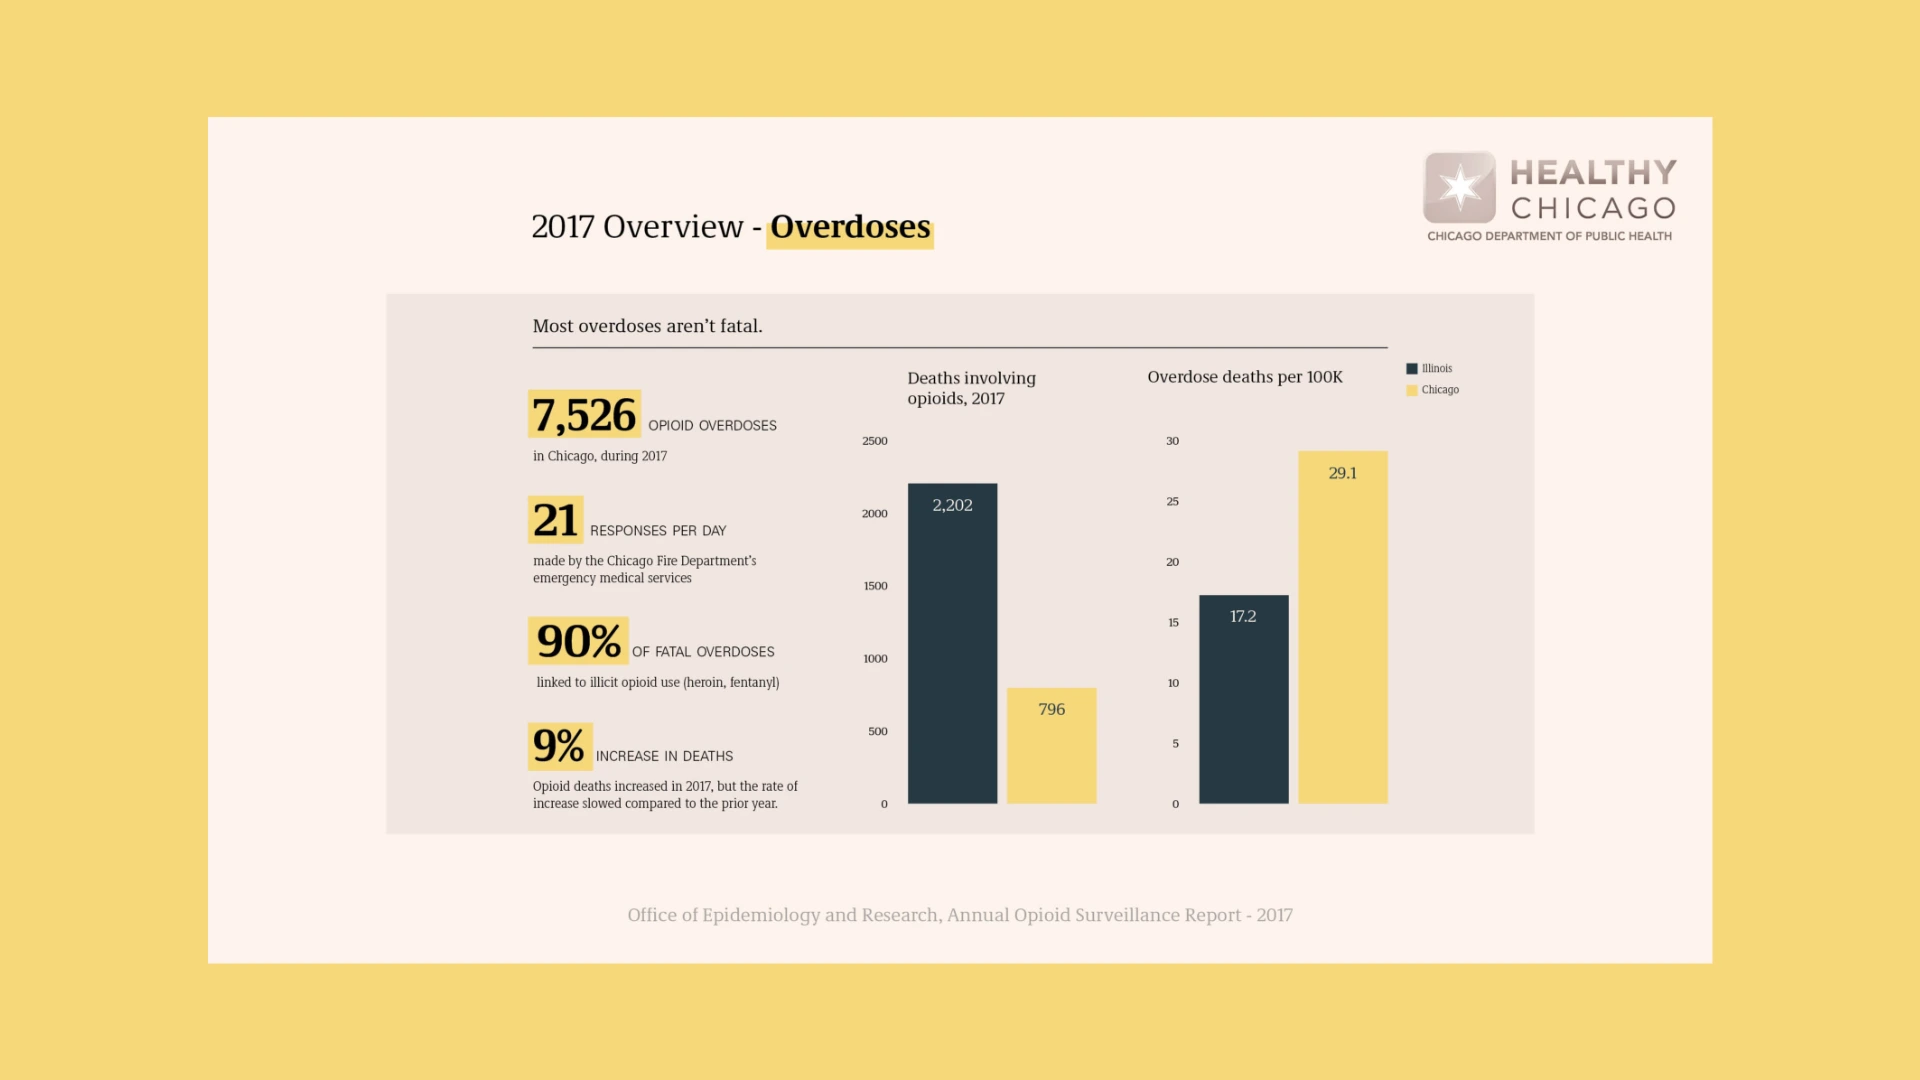 HEALTHY
CHICAGO
CHICAGO DEPARTMENT OF PUBLIC HEALTH
2017 Overview - Overdoses
Most overdoses aren’t fatal.
7,526 OPIOID OVERDOSES
in Chicago, during 2017
21 RESPONSES PER DAY
made by the Chicago Fire Department’s
emergency medical services
90% OF FATAL OVERDOSES
linked to illicit opioid use (heroin, fentanyl)
9% INCREASE IN DEATHS
Opioid deaths increased in 2017, but the rate of
increase slowed compared to the prior year.
Deaths involving
opioids, 2017
2500
2000
1500
1000
500
0
2,202
796
Overdose deaths per 100K
30
25
20
15
10
5
0
17.2
29.1
Illinois
Chicago
Office of Epidemiology and Research, Annual Opioid Surveillance Report - 2017